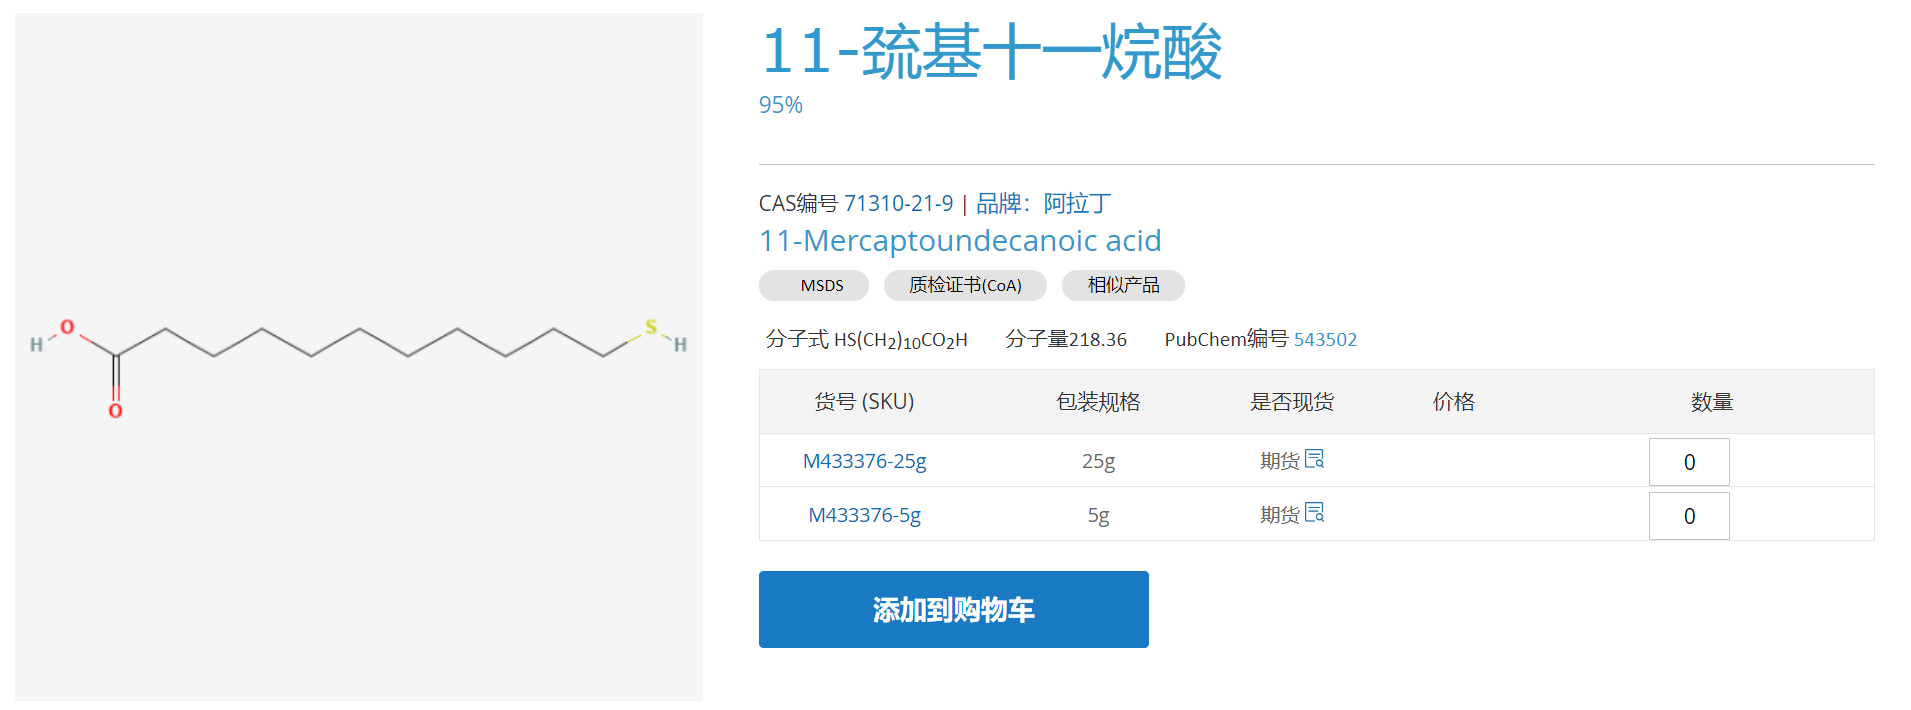 11-巯基十一烷酸
95%
CAS编号 71310-21-9 | 品牌：阿拉丁
11-Mercaptoundecanoic acid
MSDS 质检证书(CoA) 相似产品
分子式 HS(CH2)10CO2H 分子量218.36 PubChem编号 543502
货号 (SKU) 包装规格 是否现货 价格 数量
M433376-25g 25g 期货 0
M433376-5g 5g 期货 0
添加到购物车
H O O S H